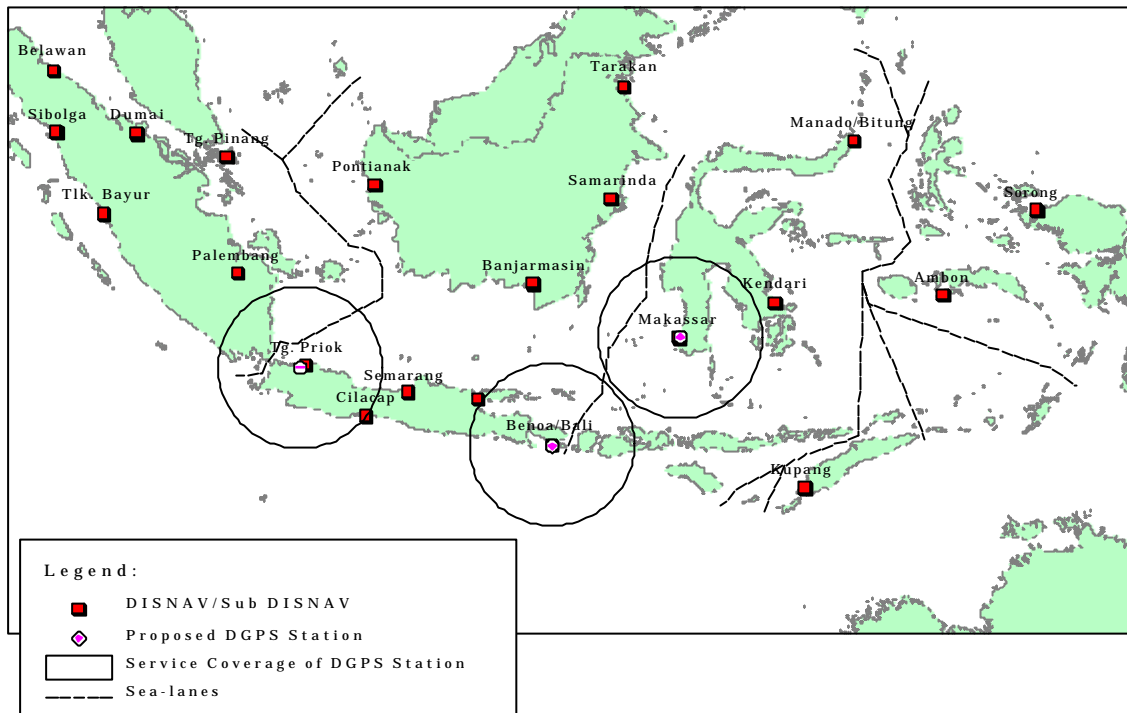 Belawan
Tarakan
Sibolga
Dumai
Manado/Bitung
Tg. Pinang
Pontianak
Samarinda
Tlk. Bayur
Sorong
Palembang
Banjarmasin
Kendari
Ambon
Makassar
Tg. Priok
Semarang
Cilacap
Benoa/Bali
Kupang
Legend:
DISNAV/Sub DISNAV
Proposed DGPS Station
Service Coverage of DGPS Station
Sea-lanes